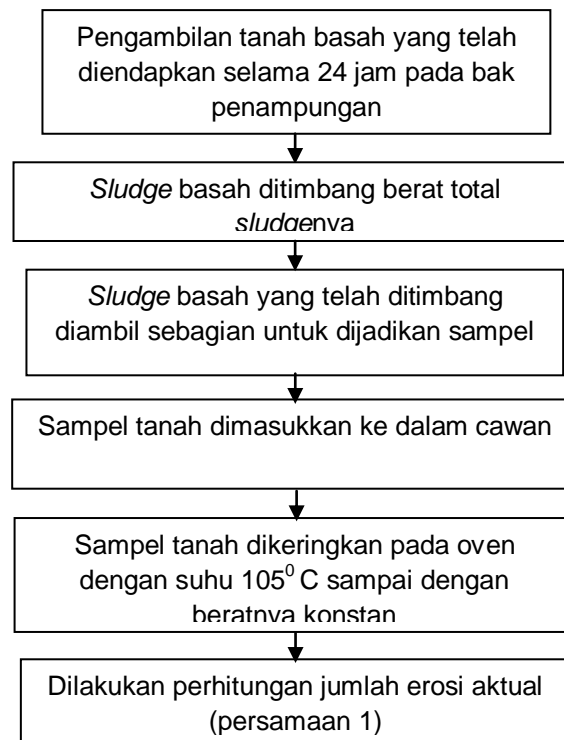 Pengambilan tanah basah yang telah
diendapkan selama 24 jam pada bak
penampungan
Sludge basah ditimbang berat total
sludgenya
Sludge basah yang telah ditimbang
diambil sebagian untuk dijadikan sampel
Sampel tanah dimasukkan ke dalam cawan
Sampel tanah dikeringkan pada oven
dengan suhu 105⁰ C sampai dengan
beratnya konstan
Dilakukan perhitungan jumlah erosi aktual
(persamaan 1)